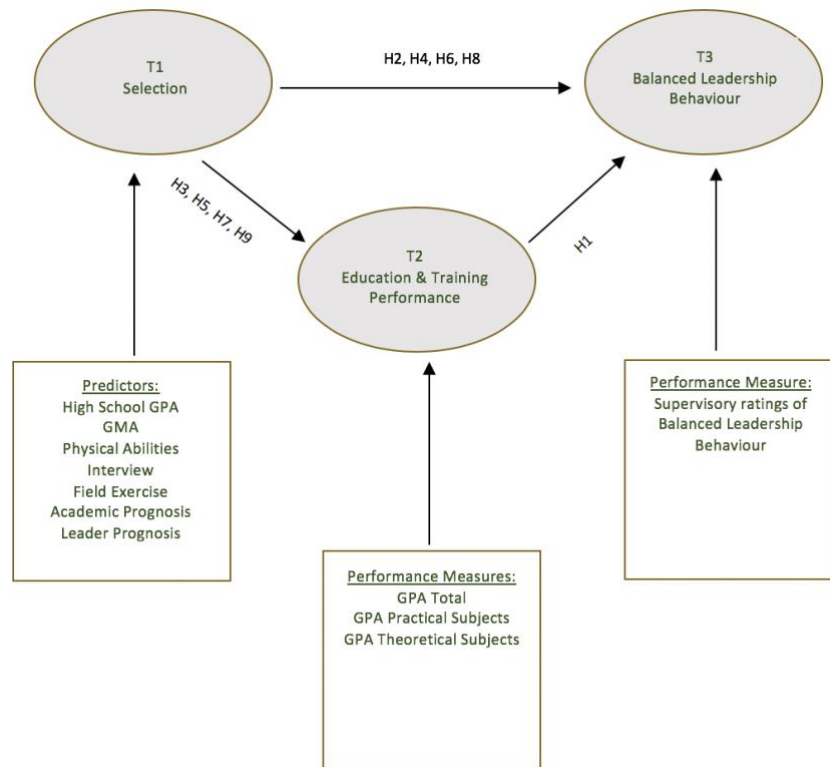 T1
Selection
H2, H4, H6, H8
T3
Balanced Leadership
Behaviour
H3, H5, H7, H9
T2
Education & Training
Performance
H1
Predictors:
High School GPA
GMA
Physical Abilities
Interview
Field Exercise
Academic Prognosis
Leader Prognosis
Performance Measures:
GPA Total
GPA Practical Subjects
GPA Theoretical Subjects
Performance Measure:
Supervisory ratings of
Balanced Leadership
Behaviour